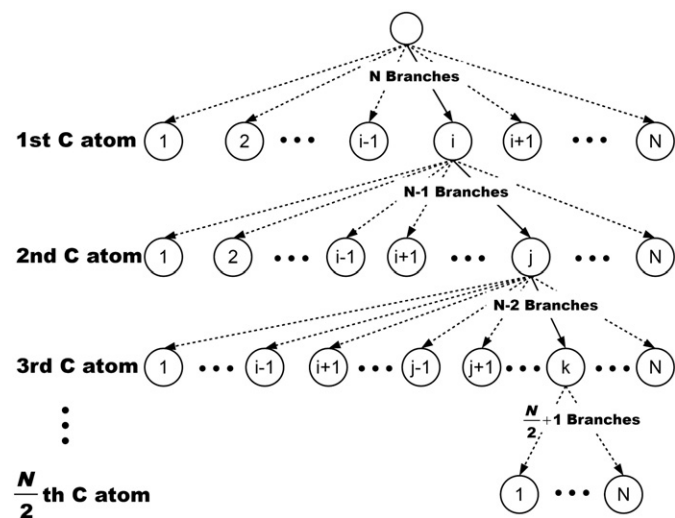 N Branches
1st C atom 1 2 ••• i-1 i i+1 ••• N
N-1 Branches
2nd C atom 1 2 ••• i-1 i+1 ••• j ••• N
N-2 Branches
3rd C atom 1 ••• i-1 i+1 ••• j-1 j+1 ••• k ••• N
N/2+1 Branches
N/2 th C atom 1 ••• N